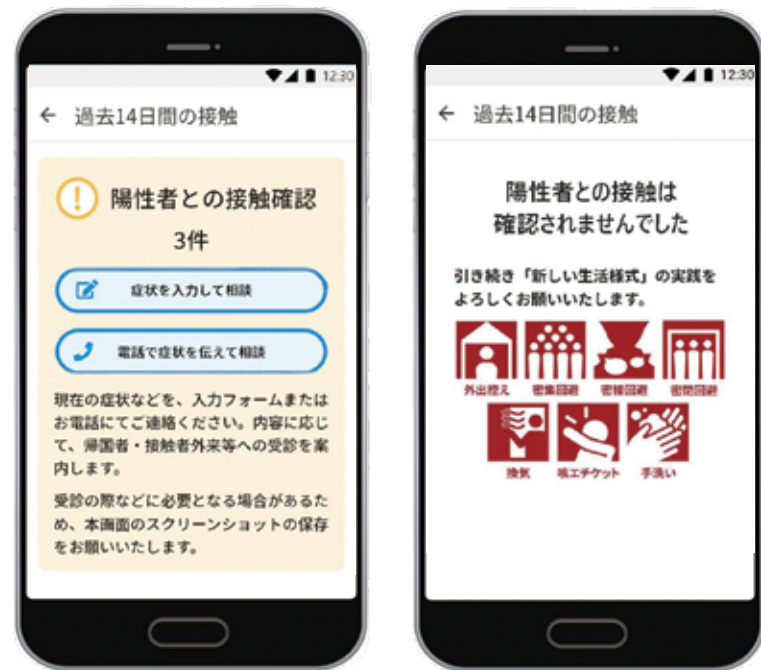 12:30
← 過去14日間の接触
陽性者との接触確認
3件
症状を入力して相談
電話で症状を伝えて相談
現在の症状などを、入力フォームまたは
お電話にてご連絡ください。内容に応じ
て、帰国者・接触者外来等への受診を案
内します。
受診の際などに必要となる場合があるた
め、本画面のスクリーンショットの保存
をお願いいたします。
12:30
← 過去14日間の接触
陽性者との接触は
確認されませんでした
引き続き「新しい生活様式」の実践を
よろしくお願いいたします。
外出控え 密集回避 密接回避 密閉回避
換気 咳エチケット 手洗い